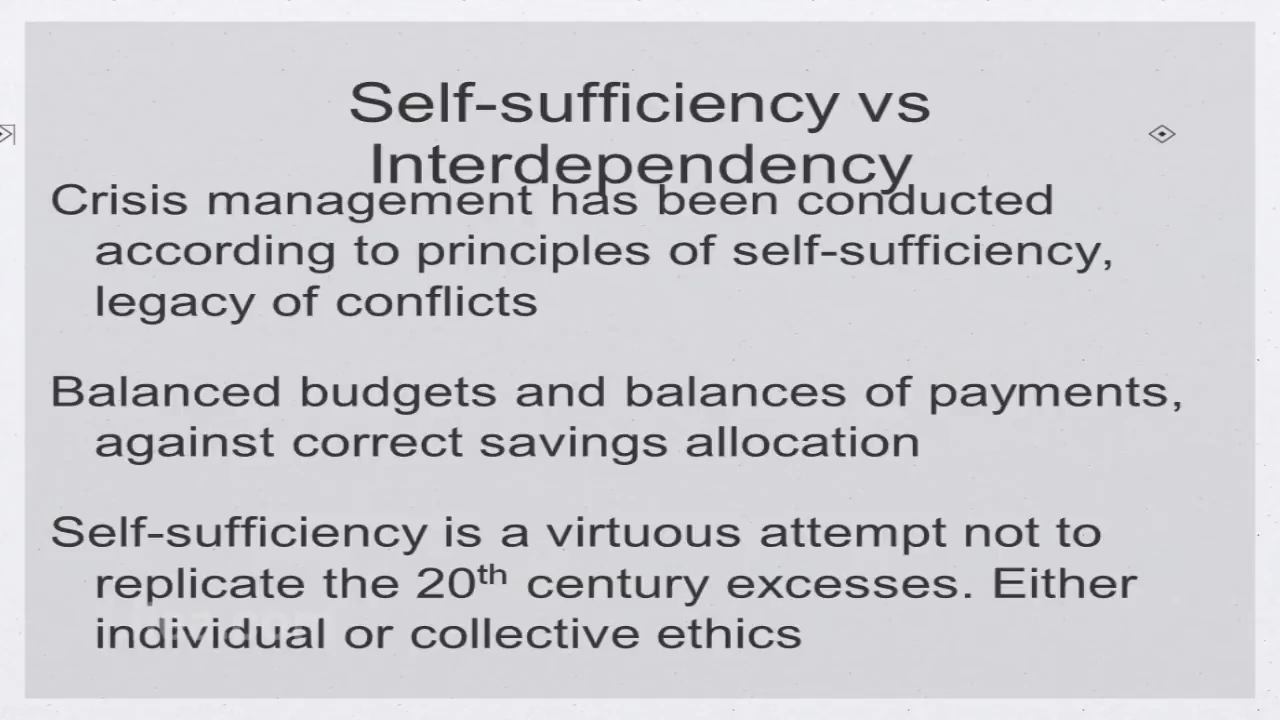 Self-sufficiency vs
Interdependency
Crisis management has been conducted
according to principles of self-sufficiency,
legacy of conflicts
Balanced budgets and balances of payments,
against correct savings allocation
Self-sufficiency is a virtuous attempt not to
replicate the 20th century excesses. Either
individual or collective ethics